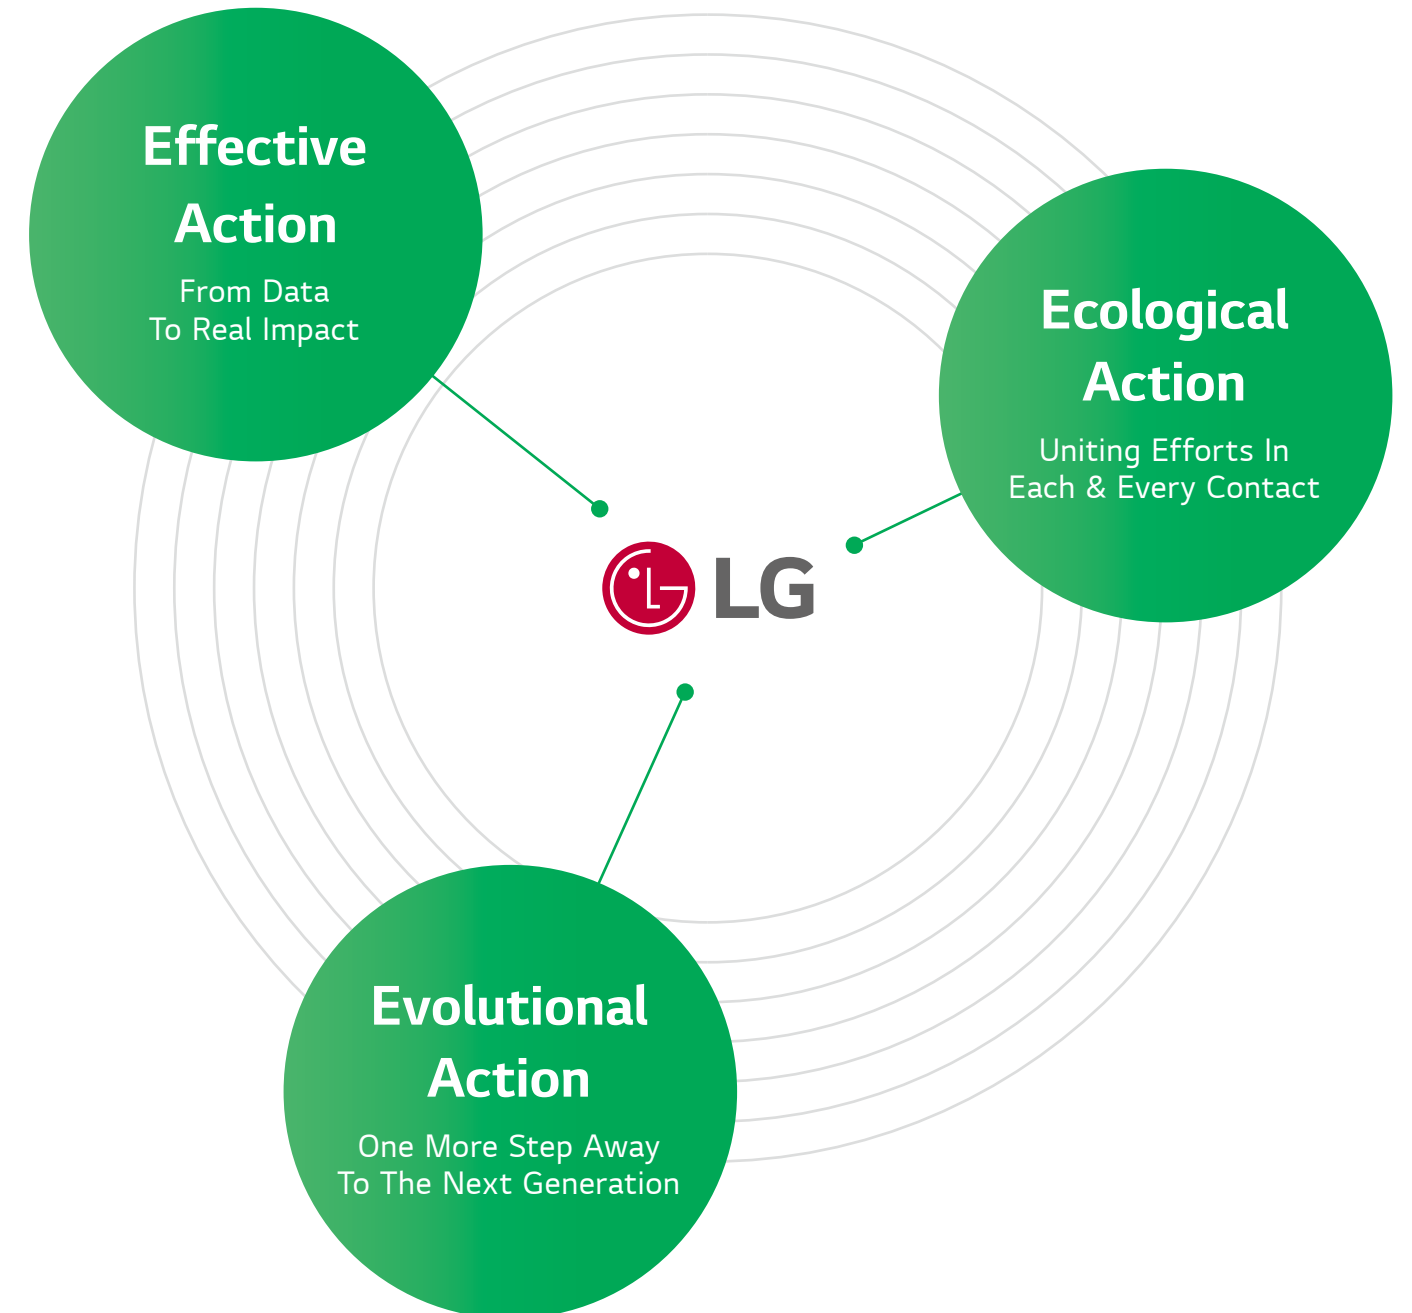 Effective
Action
From Data
To Real Impact
Ecological
Action
Uniting Efforts In
Each & Every Contact
LG
Evolutional
Action
One More Step Away
To The Next Generation